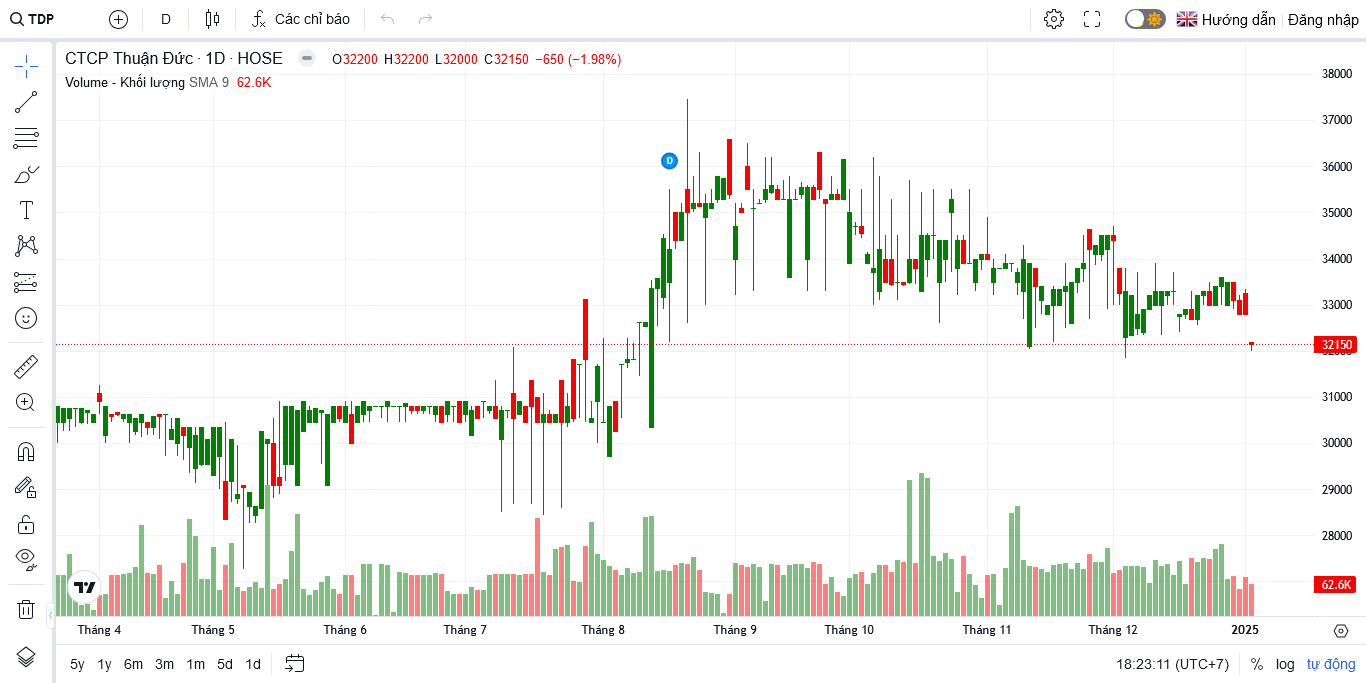 TDP D Các chỉ báo Hướng dẫn Đăng nhập
CTCP Thuận Đức · 1D · HOSE O32200 H32200 L32000 C32150 −650 (−1.98%)
Volume - Khối lượng SMA 9 62.6K
D
38000
37000
36000
35000
34000
33000
32150
31000
30000
29000
28000
62.6K
Tháng 4 Tháng 5 Tháng 6 Tháng 7 Tháng 8 Tháng 9 Tháng 10 Tháng 11 Tháng 12 2025
5y 1y 6m 3m 1m 5d 1d 18:23:11 (UTC+7) % log tự động